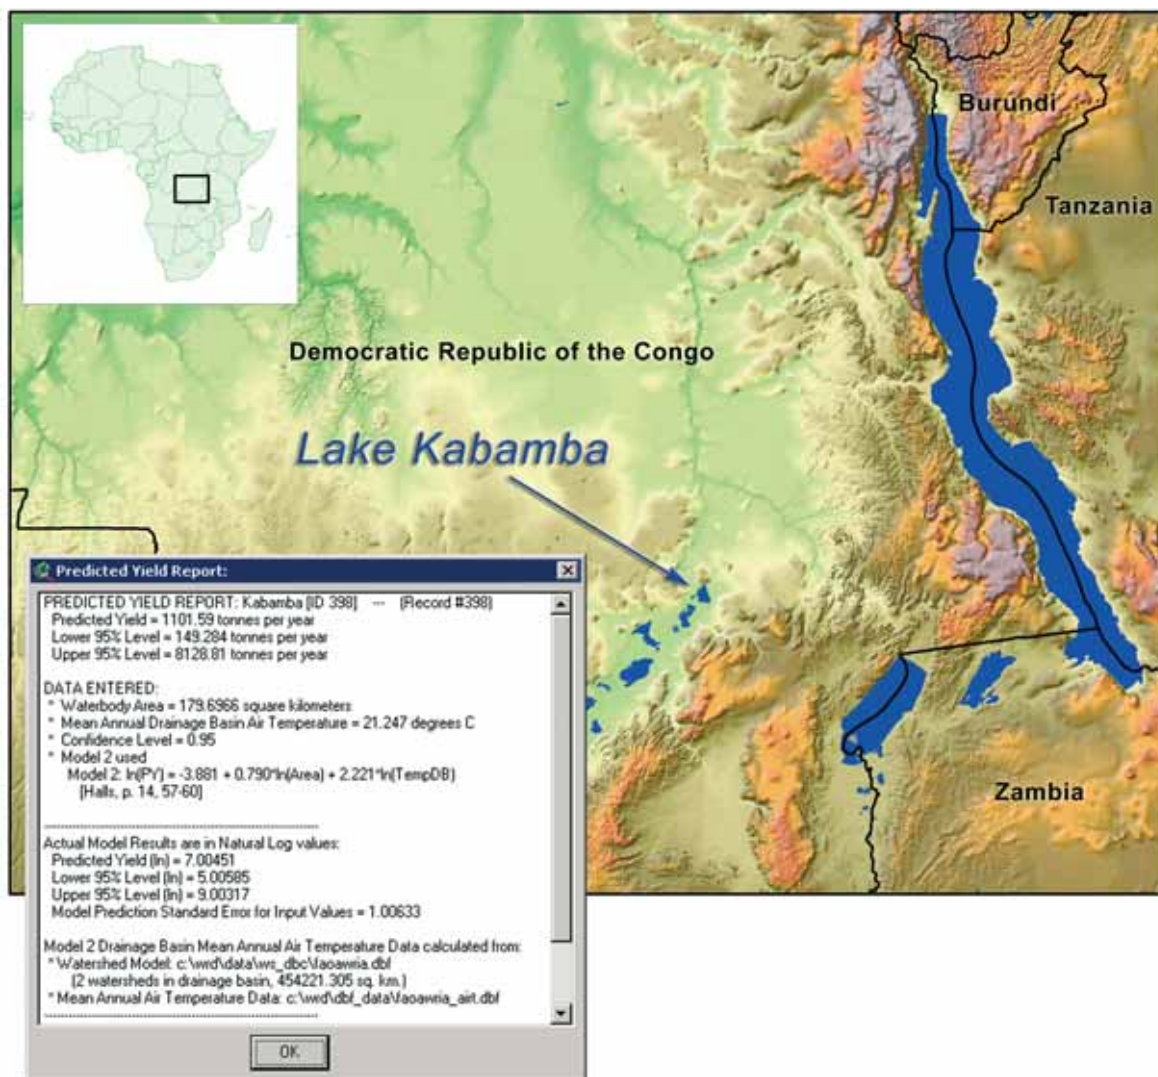 Burundi
Tanzania
Democratic Republic of the Congo
Lake Kabamba
Zambia
Predicted Yield Report:
PREDICTED YIELD REPORT: Kabamba [ID 398] --- (Record #398)
Predicted Yield = 1101.59 tonnes per year
Lower 95% Level = 149.284 tonnes per year
Upper 95% Level = 8128.81 tonnes per year
DATA ENTERED:
* Waterbody Area = 179.6966 square kilometers
* Mean Annual Drainage Basin Air Temperature = 21.247 degrees C
* Confidence Level = 0.95
* Model 2 used
Model 2: ln(PY) = -3.881 + 0.790*ln(Area) + 2.221*ln(TempDB)
[Halls, p. 14, 57-60]
Actual Model Results are in Natural Log values:
Predicted Yield (ln) = 7.00451
Lower 95% Level (ln) = 5.00585
Upper 95% Level (ln) = 9.00317
Model Prediction Standard Error for Input Values = 1.00633
Model 2 Drainage Basin Mean Annual Air Temperature Data calculated from:
* Watershed Model: c:\wrd\data\ws_dbc\faoawria.dbf
(2 watersheds in drainage basin, 454221.305 sq. km.)
* Mean Annual Air Temperature Data: c:\wrd\dbf_data\faoawria_airt.dbf
OK